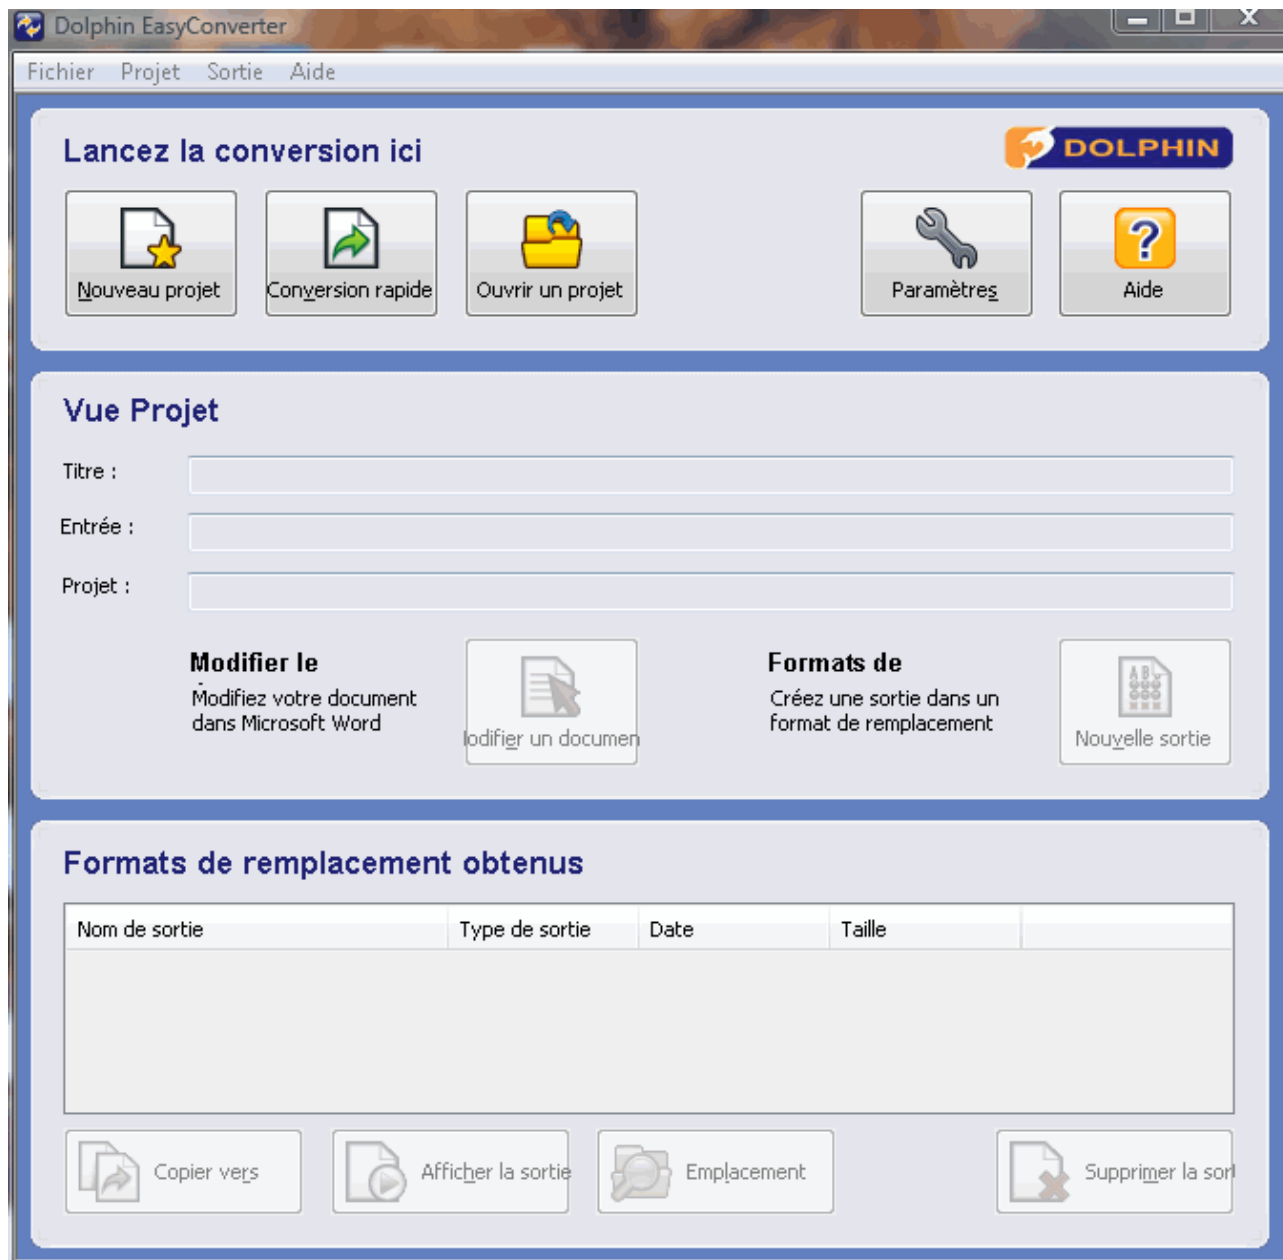 Dolphin EasyConverter
Fichier Projet Sortie Aide
Lancez la conversion ici
DOLPHIN
Nouveau projet
Conversion rapide
Ouvrir un projet
Paramètres
Aide
Vue Projet
Titre :
Entrée :
Projet :
Modifier le
Modifiez votre document
dans Microsoft Word
odifier un documen
Formats de
Créez une sortie dans un
format de remplacement
Nouvelle sortie
Formats de remplacement obtenus
Nom de sortie Type de sortie Date Taille
Copier vers
Afficher la sortie
Emplacement
Supprimer la sort